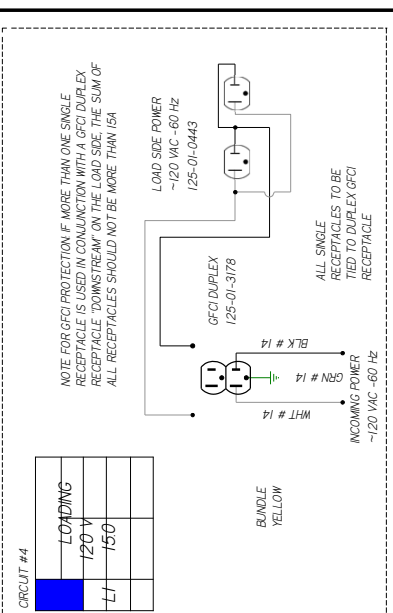 CIRCUIT #4
LOADING
120 V
L1 15.0
NOTE FOR GFCI PROTECTION IF MORE THAN ONE SINGLE
RECEPTACLE IS USED IN CONJUNCTION WITH A GFCI DUPLEX
RECEPTACLE "DOWNSTREAM" ON THE LOAD SIDE, THE SUM OF
ALL RECEPTACLES SHOULD NOT BE MORE THAN 15A
LOAD SIDE POWER
~120 VAC -60 Hz
125-01-0443
GFCI DUPLEX
125-01-3178
BUNDLE
YELLOW
WHT # 14
GRN # 14
BLK # 14
INCOMING POWER
~120 VAC -60 Hz
ALL SINGLE
RECEPTACLES TO BE
TIED TO DUPLEX GFCI
RECEPTACLE